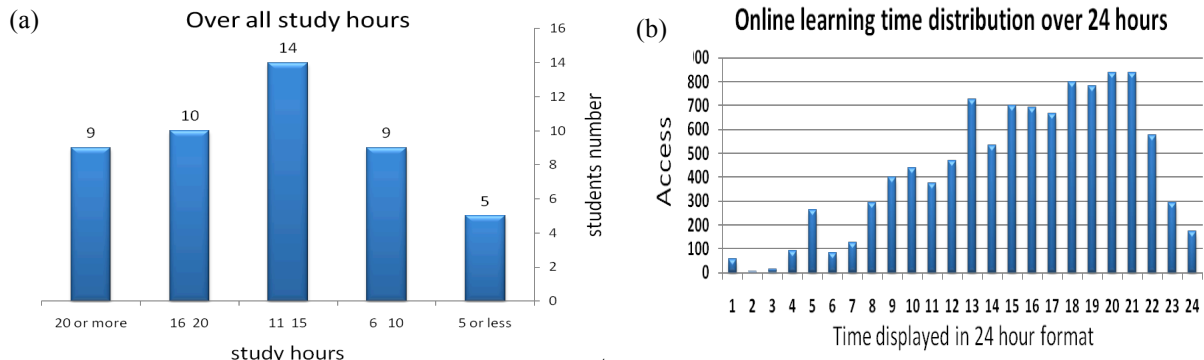 (a)
Over all study hours
9
10
14
9
5
16
14
12
10
8
6
4
2
0
students number
20 or more 16 20 11 15 6 10 5 or less
study hours
(b)
Online learning time distribution over 24 hours
00
800
700
600
500
400
300
200
100
0
Access
1 2 3 4 5 6 7 8 9 10 11 12 13 14 15 16 17 18 19 20 21 22 23 24
Time displayed in 24 hour format